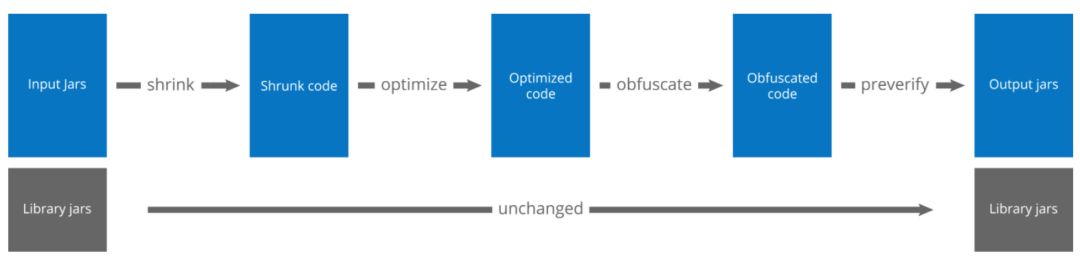 Input Jars
shrink
Shrunk code
optimize
Optimized
code
obfuscate
Obfuscated
code
preverify
Output jars
Library jars
unchanged
Library jars